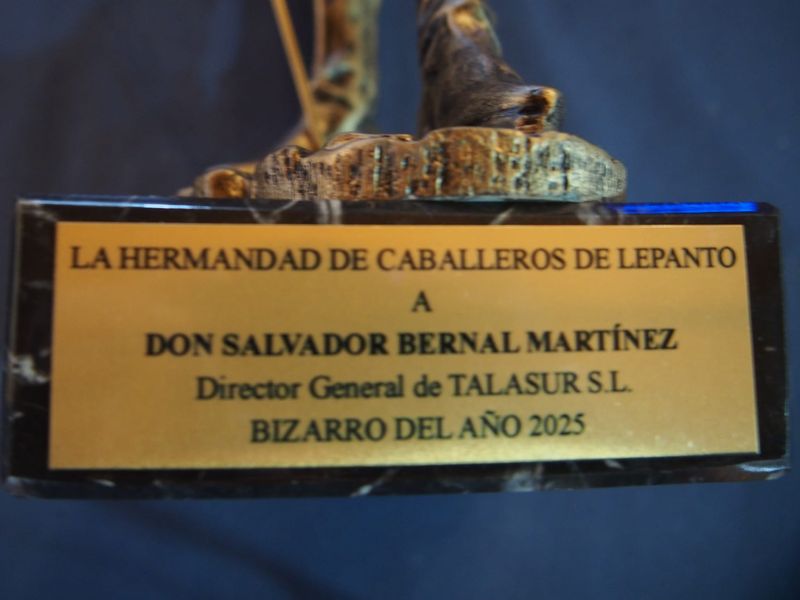 LA HERMANDAD DE CABALLEROS DE LEPANTO
A
DON SALVADOR BERNAL MARTÍNEZ
Director General de TALASUR S.L.
BIZARRO DEL AÑO 2025